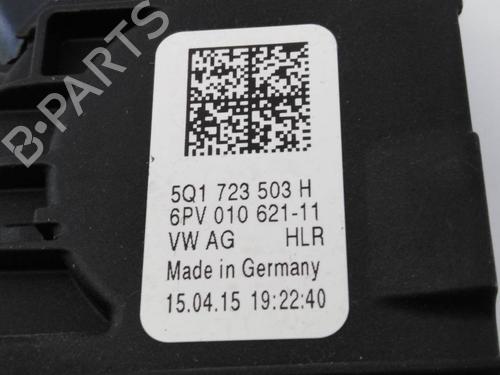 B-PARTS
5Q1 723 503 H
6PV 010 621-11
VW AG HLR
Made in Germany
15.04.15 19:22:40